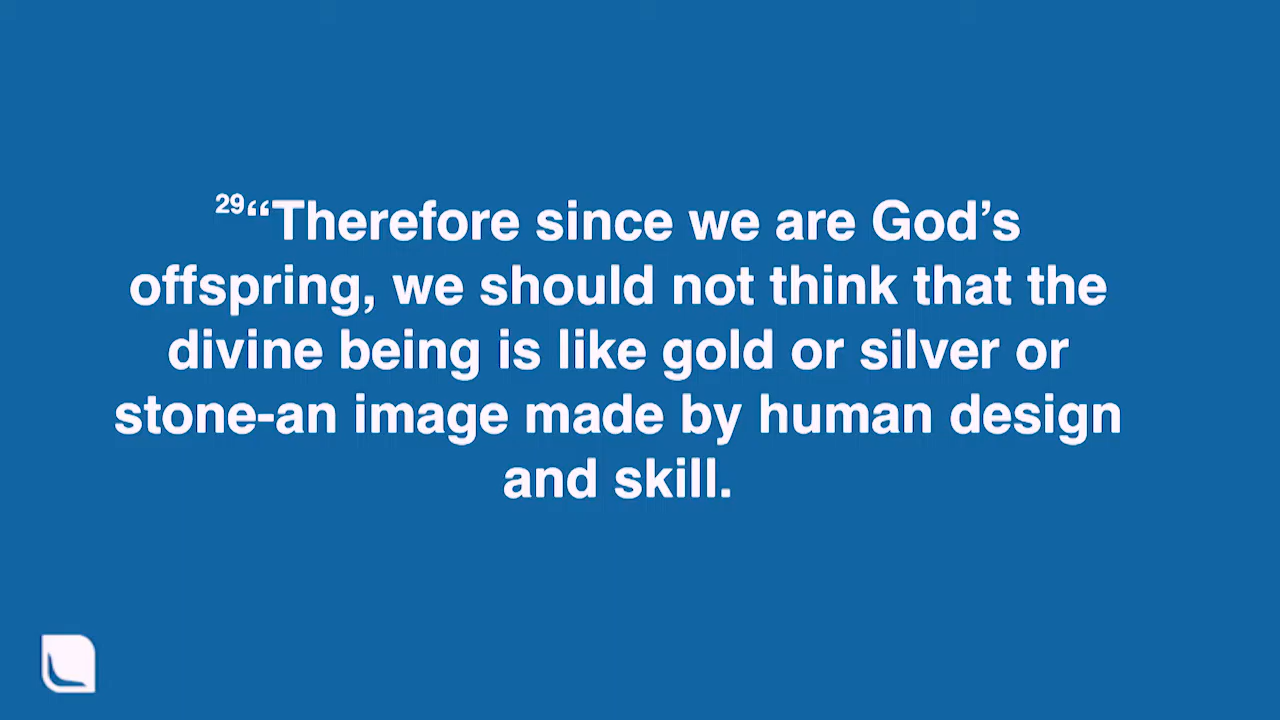 29“Therefore since we are God’s
offspring, we should not think that the
divine being is like gold or silver or
stone-an image made by human design
and skill.